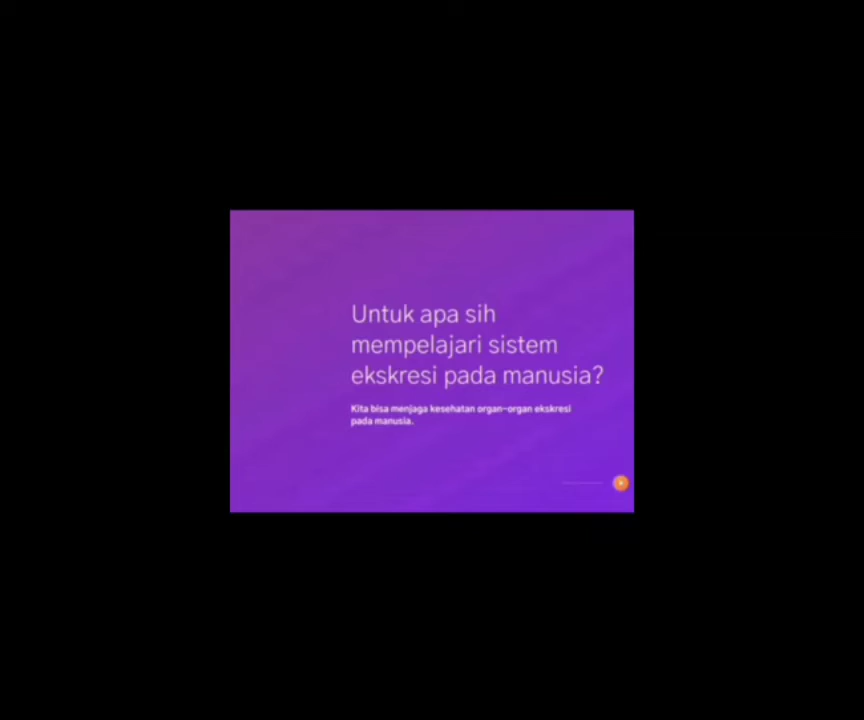 Untuk apa sih
mempelajari sistem
ekskresi pada manusia?
Kita bisa menjaga kesehatan organ-organ ekskresi
pada manusia.